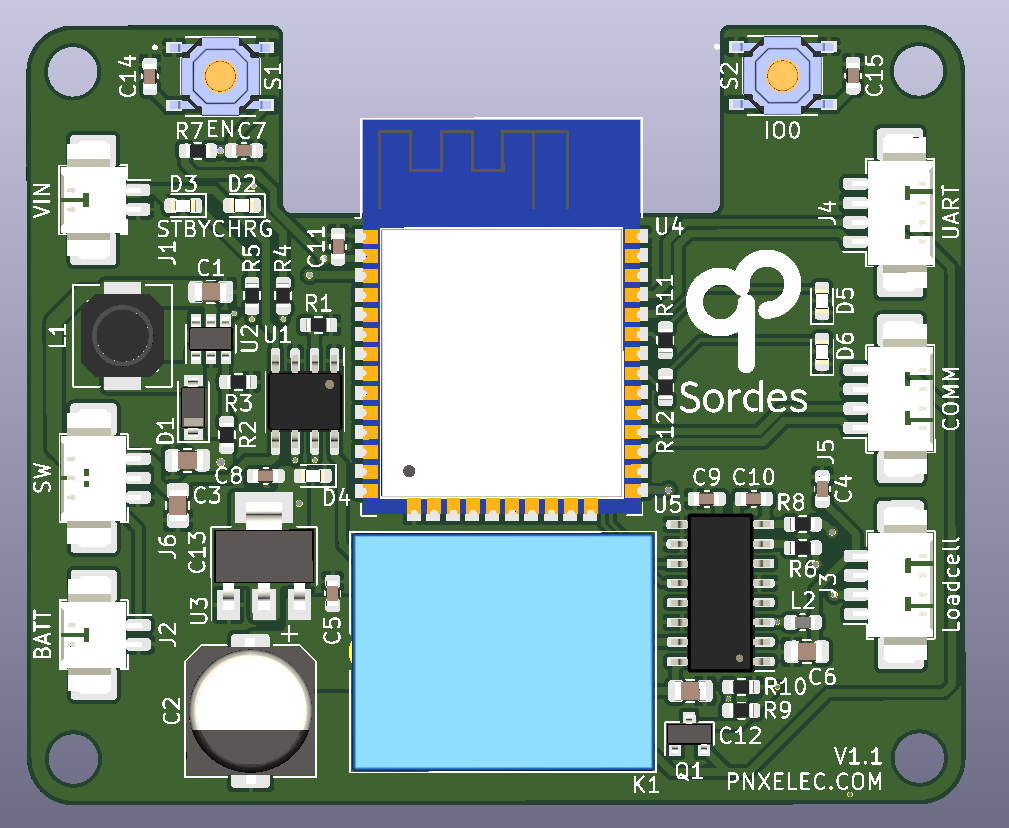 C14
S1
S2
C15
R7 EN C7
IO0
VIN
D3
D2
STBY CHRG
J1
J4
UART
U4
C11
R5
R4
C1
R1
R11
D5
L1
U2
U1
D6
Sordes
R3
COMM
D1
R2
R12
J5
SW
C8
D4
C3
C9
C10
C4
U5
R8
J6
C13
R6
J3
Loadcell
U3
C5
L2
BATT
J2
+
C6
C2
R10
R9
C12
Q1
K1
V1.1
PNXELEC.COM